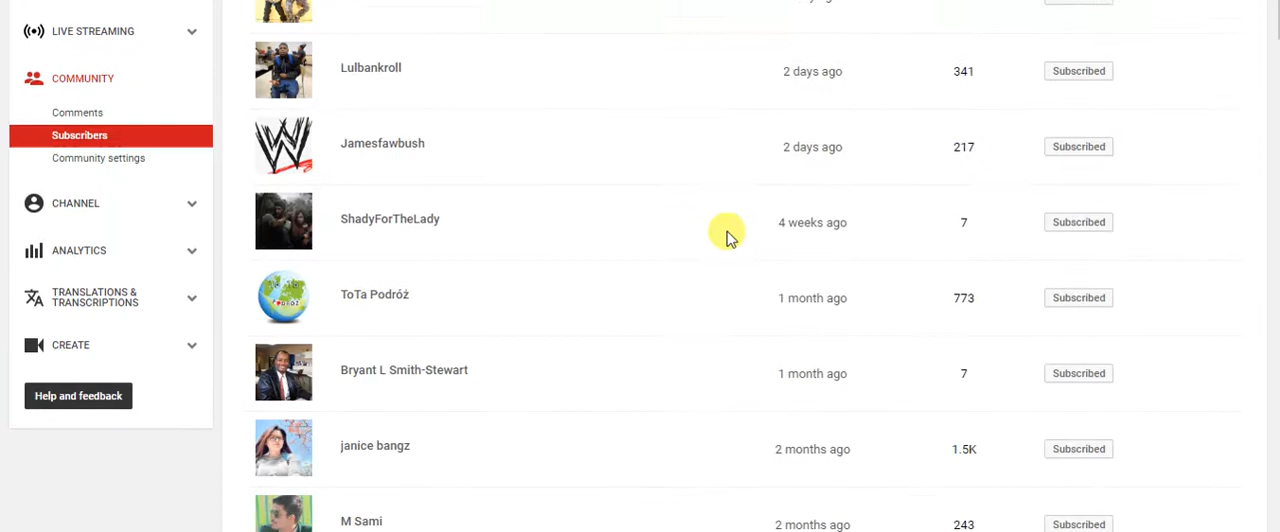 LIVE STREAMING
COMMUNITY
Comments
Subscribers
Community settings
CHANNEL
ANALYTICS
TRANSLATIONS &
TRANSCRIPTIONS
CREATE
Help and feedback
Lulbankroll 2 days ago 341 Subscribed
Jamesfawbush 2 days ago 217 Subscribed
ShadyForTheLady 4 weeks ago 7 Subscribed
ToTa Podróż 1 month ago 773 Subscribed
Bryant L Smith-Stewart 1 month ago 7 Subscribed
janice bangz 2 months ago 1.5K Subscribed
M Sami 2 months ago 243 Subscribed